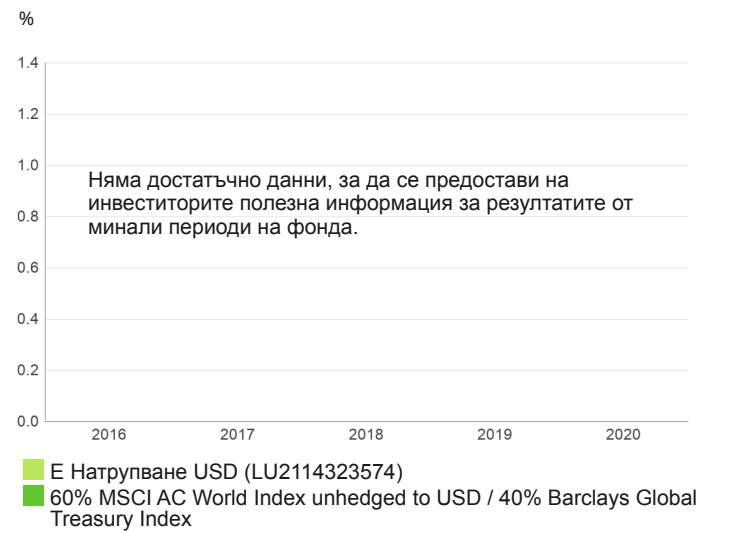 %
1.4
1.2
1.0
Няма достатъчно данни, за да се предостави на
инвеститорите полезна информация за резултатите от
минали периоди на фонда.
0.8
0.6
0.4
0.2
0.0
2016 2017 2018 2019 2020
Е Натрупване USD (LU2114323574)
60% MSCI AC World Index unhedged to USD / 40% Barclays Global
Treasury Index